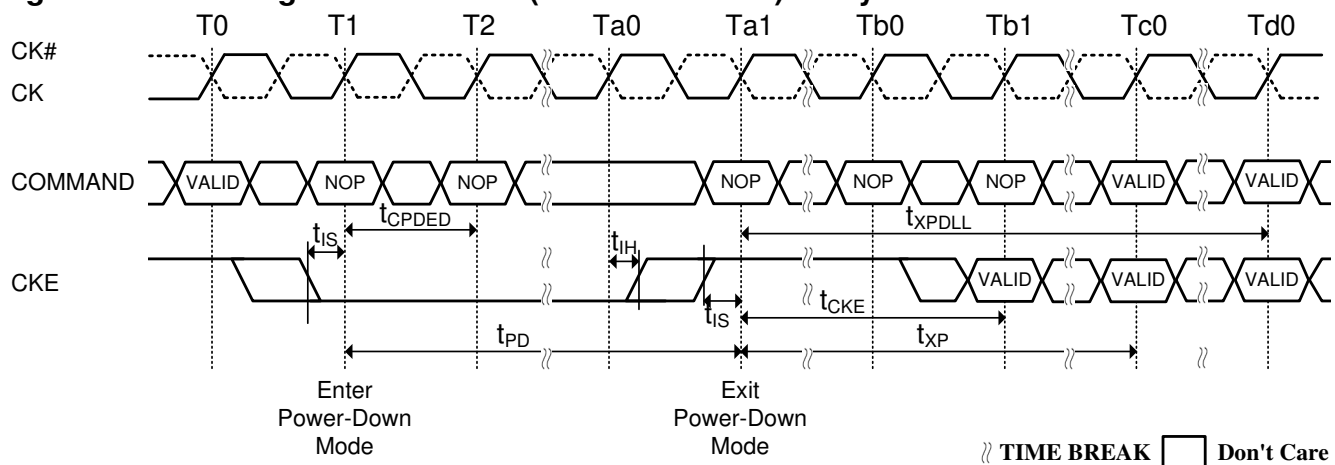 T0 T1 T2 Ta0 Ta1 Tb0 Tb1 Tc0 Td0
CK#
CK
COMMAND VALID NOP NOP NOP NOP NOP VALID VALID
tCPDED tXPDLL
tIS tIH
CKE VALID VALID VALID
tIS tCKE
tPD tXP
Enter
Power-Down
Mode
Exit
Power-Down
Mode
TIME BREAK Don't Care